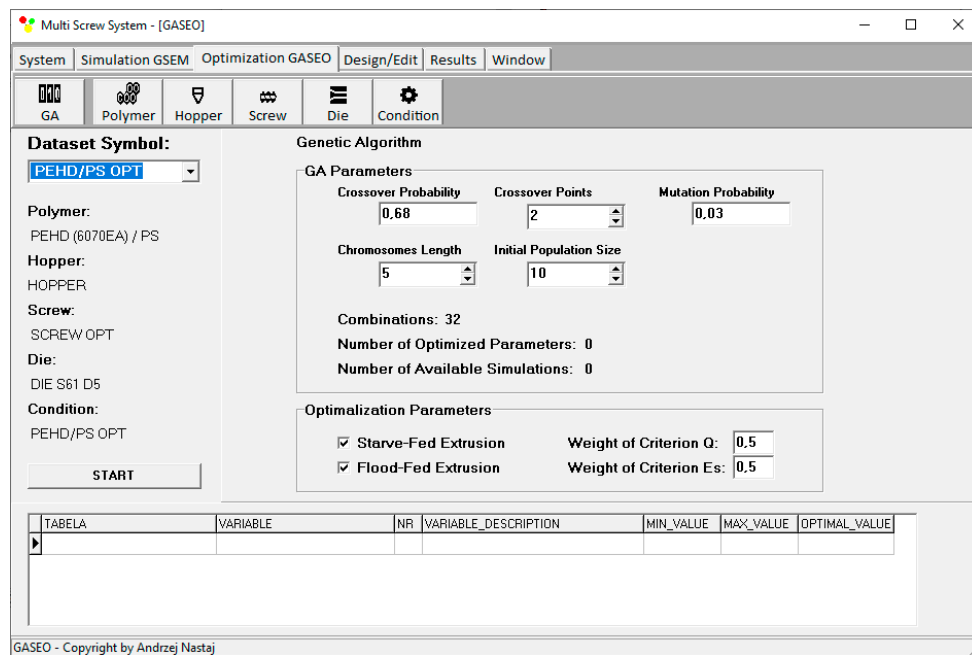 Multi Screw System - [GASEO]
System Simulation GSEM Optimization GASEO Design/Edit Results Window
GA Polymer Hopper Screw Die Condition
Dataset Symbol:
PEHD/PS OPT
Polymer:
PEHD (6070EA) / PS
Hopper:
HOPPER
Screw:
SCREW OPT
Die:
DIE S61 D5
Condition:
PEHD/PS OPT
START
Genetic Algorithm
GA Parameters
Crossover Probability Crossover Points Mutation Probability
0,68 2 0,03
Chromosomes Length Initial Population Size
5 10
Combinations: 32
Number of Optimized Parameters: 0
Number of Available Simulations: 0
Optimalization Parameters
Starve-Fed Extrusion Weight of Criterion Q: 0,5
Flood-Fed Extrusion Weight of Criterion Es: 0,5
TABELA VARIABLE NR VARIABLE_DESCRIPTION MIN_VALUE MAX_VALUE OPTIMAL_VALUE
GASEO - Copyright by Andrzej Nastaj